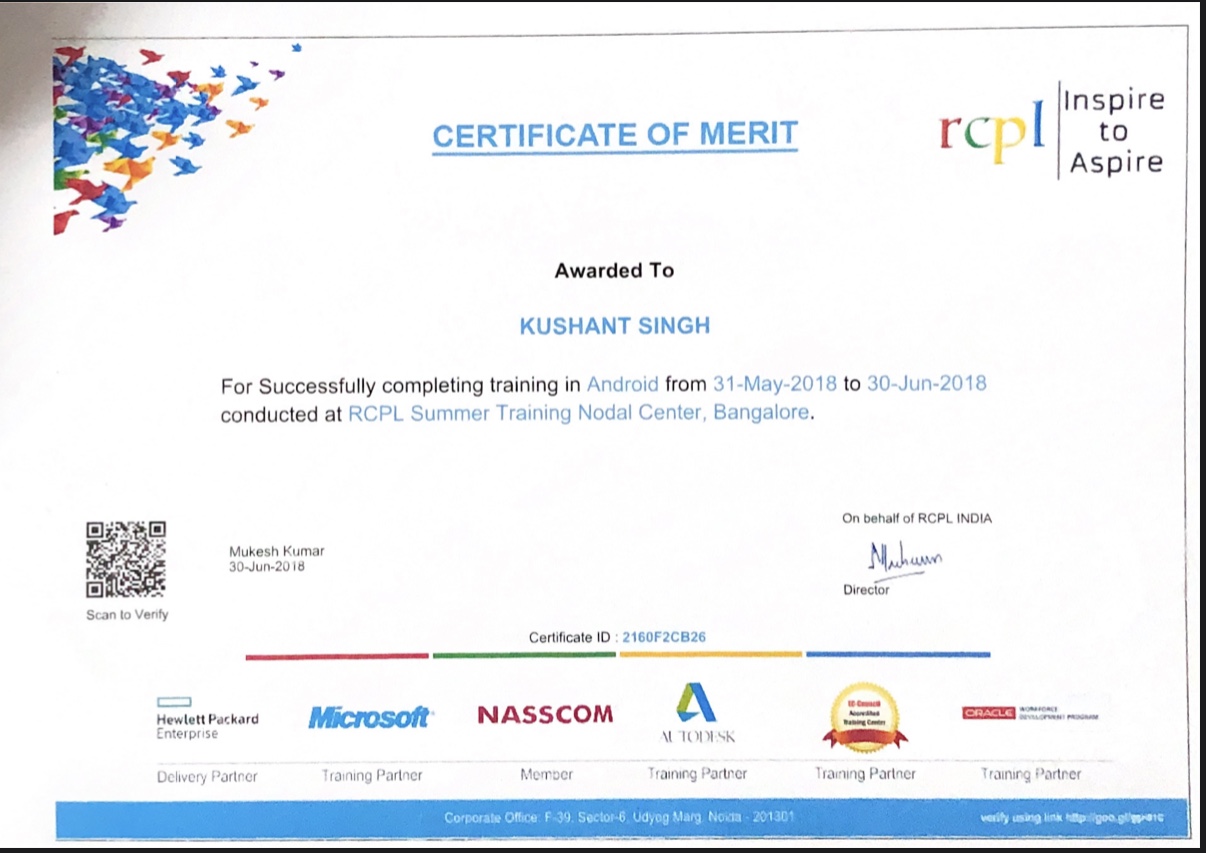 CERTIFICATE OF MERIT
rcpl
Inspire
to
Aspire
Awarded To
KUSHANT SINGH
For Successfully completing training in Android from 31-May-2018 to 30-Jun-2018
conducted at RCPL Summer Training Nodal Center, Bangalore.
On behalf of RCPL INDIA
Mukesh Kumar
30-Jun-2018
Director
Scan to Verify
Certificate ID : 2160F2CB26
Hewlett Packard
Enterprise
Microsoft
NASSCOM
AUTODESK
EC-Council
Accredited
Training Center
ORACLE
WORKFORCE
DEVELOPMENT PROGRAM
Delivery Partner
Training Partner
Member
Training Partner
Training Partner
Training Partner
Corporate Office: F-39, Sector-6, Udyog Marg, Noida - 201301
verify using link